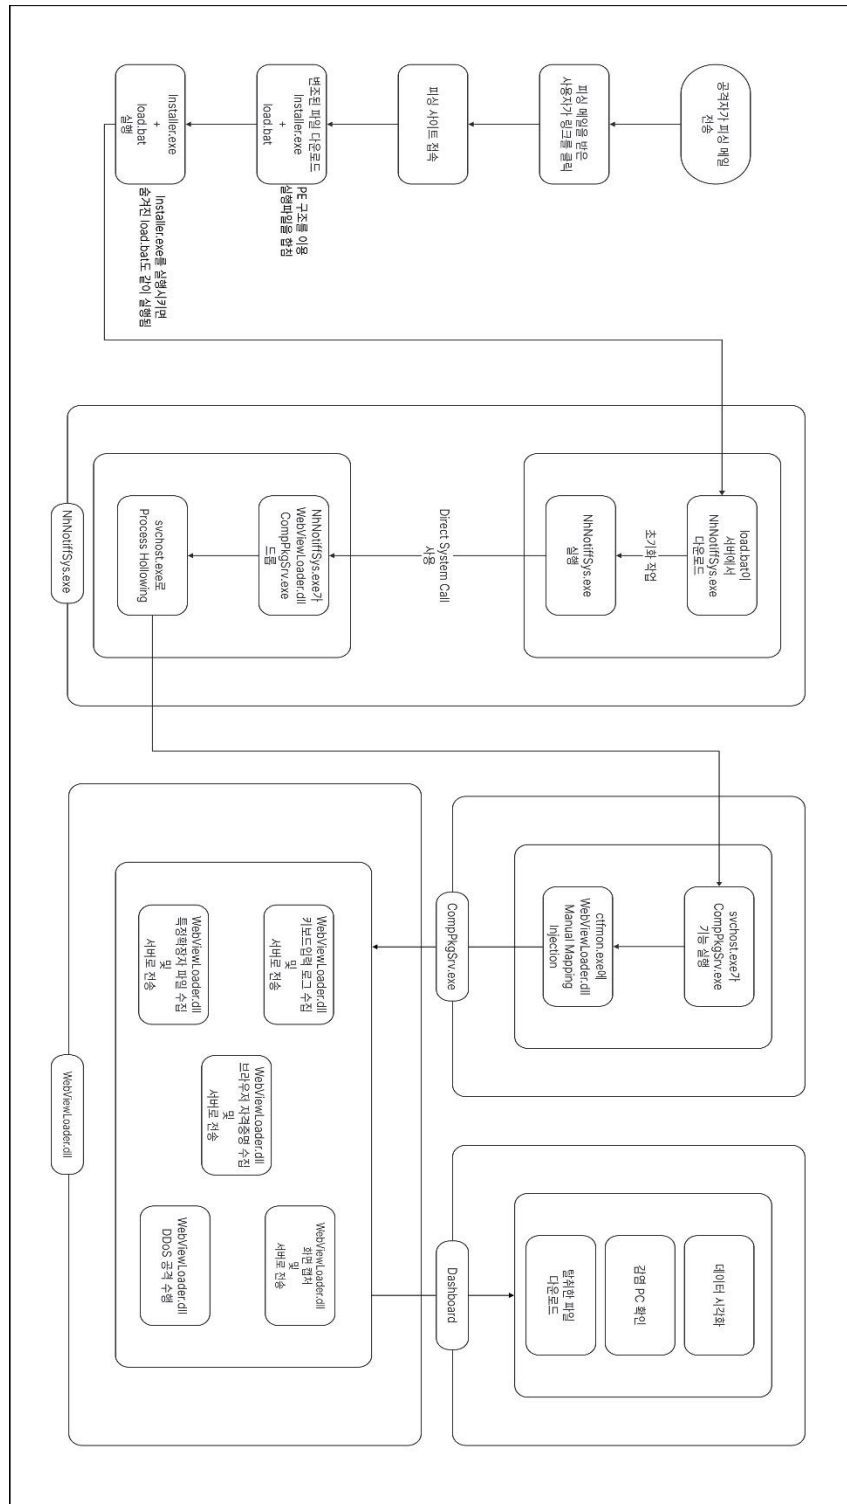 공격자가 피싱 메일
전송
피싱 메일을 받은
사용자가 링크를 클릭
피싱 사이트 접속
변조된 파일 다운로드
Installer.exe
+
load.bat
PE 구조를 이용
실행파일을 합침
Installer.exe
+
load.bat
실행
Installer.exe를 실행시키면
숨겨진 load.bat도 같이 실행됨
load.bat이
서버에서
NhNotiffSys.exe
다운로드
초기화 작업
NhNotiffSys.exe
실행
Direct System Call
사용
NhNotiffSys.exe가
WebViewLoader.dll
CompPkgSrv.exe
드롭
svchost.exe로
Process Hollowing
NhNotiffSys.exe
svchost.exe가
CompPkgSrv.exe
기능 실행
ctfmon.exe에
WebViewLoader.dll
Manual Mapping
Injection
CompPkgSrv.exe
WebViewLoader.dll
키보드입력 로그 수집
및
서버로 전송
WebViewLoader.dll
특정확장자 파일 수집
및
서버로 전송
WebViewLoader.dll
브라우저 자격증명 수집
및
서버로 전송
WebViewLoader.dll
화면 캡처
및
서버로 전송
WebViewLoader.dll
DDoS 공격 수행
WebViewLoader.dll
데이터 시각화
감염 PC 확인
탈취한 파일
다운로드
Dashboard